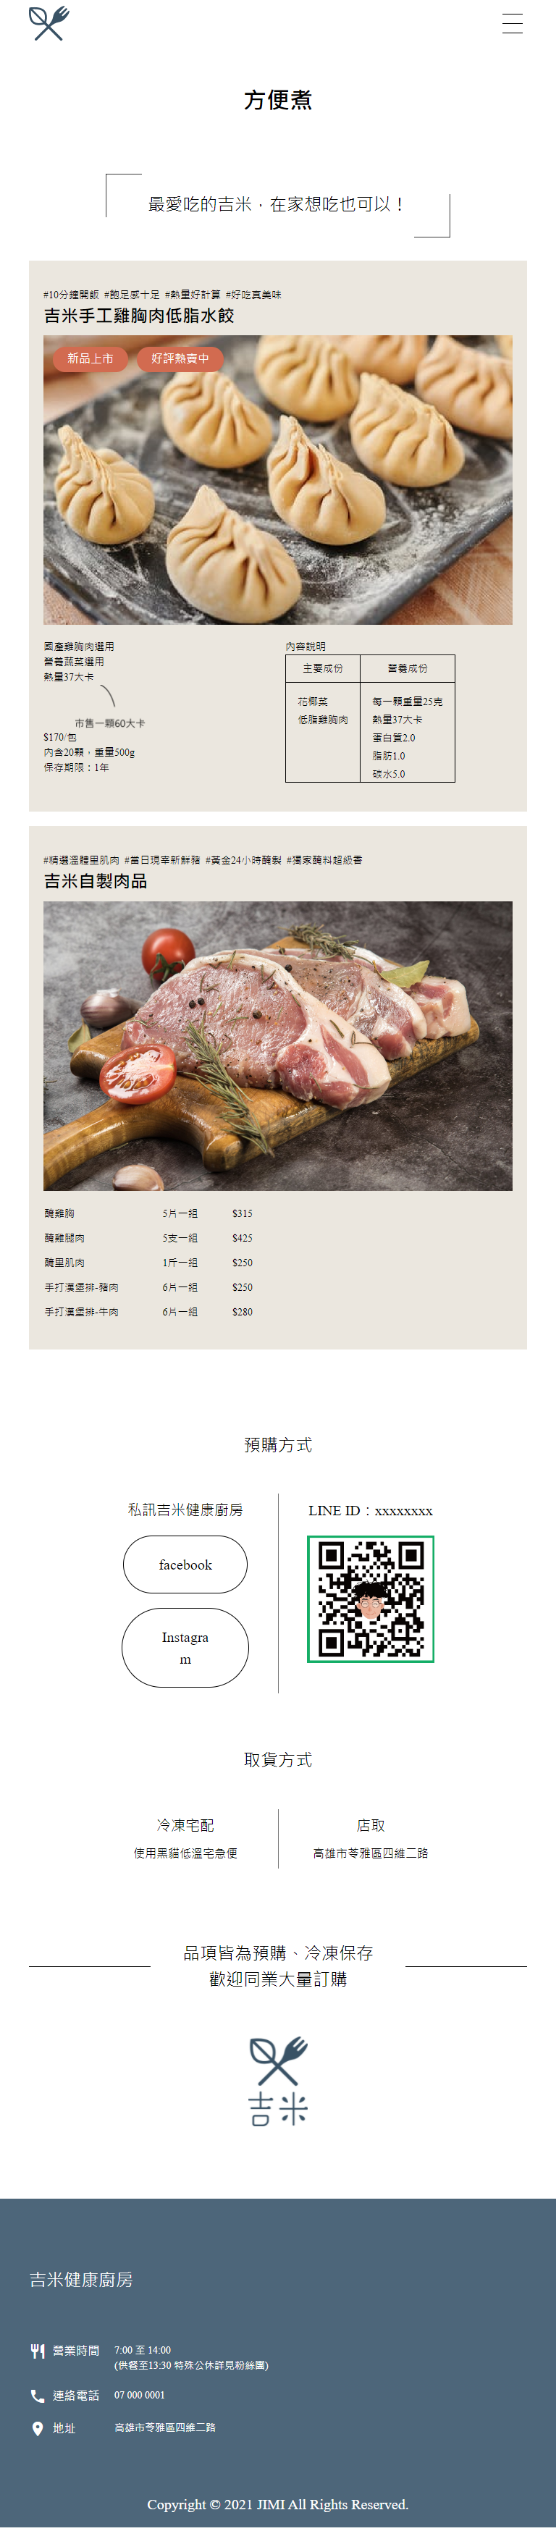 方便煮
最愛吃的吉米，在家想吃也可以！
#10分鐘開飯 #飽足感十足 #熱量好計算 #好吃真美味
吉米手工雞胸肉低脂水餃
新品上市 好評熱賣中
國產雞胸肉選用
營養蔬菜選用
熱量37大卡
市售一顆60大卡
$170/包
內含20顆，重量500g
保存期限：1年
內容說明
主要成份 營養成份
花椰菜 每一顆重量25克
低脂雞胸肉 熱量37大卡
蛋白質2.0
脂肪1.0
碳水5.0
#精選溫體里肌肉 #當日現宰新鮮豬 #黃金24小時醃製 #獨家醃料超級香
吉米自製肉品
醃雞胸 5片一組 $315
醃雞腿肉 5支一組 $425
醃里肌肉 1斤一組 $250
手打漢堡排-豬肉 6片一組 $250
手打漢堡排-牛肉 6片一組 $280
預購方式
私訊吉米健康廚房
facebook
Instagra
m
LINE ID：xxxxxxxx
取貨方式
冷凍宅配
使用黑貓低溫宅急便
店取
高雄市苓雅區四維二路
品項皆為預購、冷凍保存
歡迎同業大量訂購
吉米
吉米健康廚房
營業時間 7:00 至 14:00
(供餐至13:30 特殊公休詳見粉絲團)
連絡電話 07 000 0001
地址 高雄市苓雅區四維二路
Copyright © 2021 JIMI All Rights Reserved.